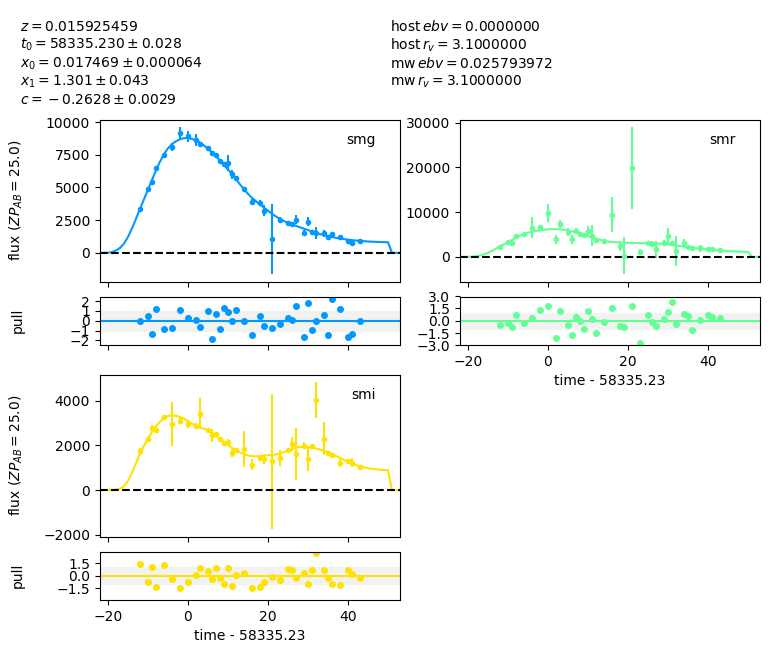 z = 0.015925459
t₀ = 58335.230 ± 0.028
x₀ = 0.017469 ± 0.000064
x₁ = 1.301 ± 0.043
c = −0.2628 ± 0.0029
host ebv = 0.0000000
host r_v = 3.1000000
mw ebv = 0.025793972
mw r_v = 3.1000000
smg
flux (ZP_AB = 25.0)
10000
7500
5000
2500
0
pull
2
1
0
−1
−2
smr
30000
20000
10000
0
3.0
1.5
0.0
−1.5
−3.0
−20
0
20
40
time - 58335.23
smi
flux (ZP_AB = 25.0)
4000
2000
0
−2000
pull
1.5
0.0
−1.5
−20
0
20
40
time - 58335.23